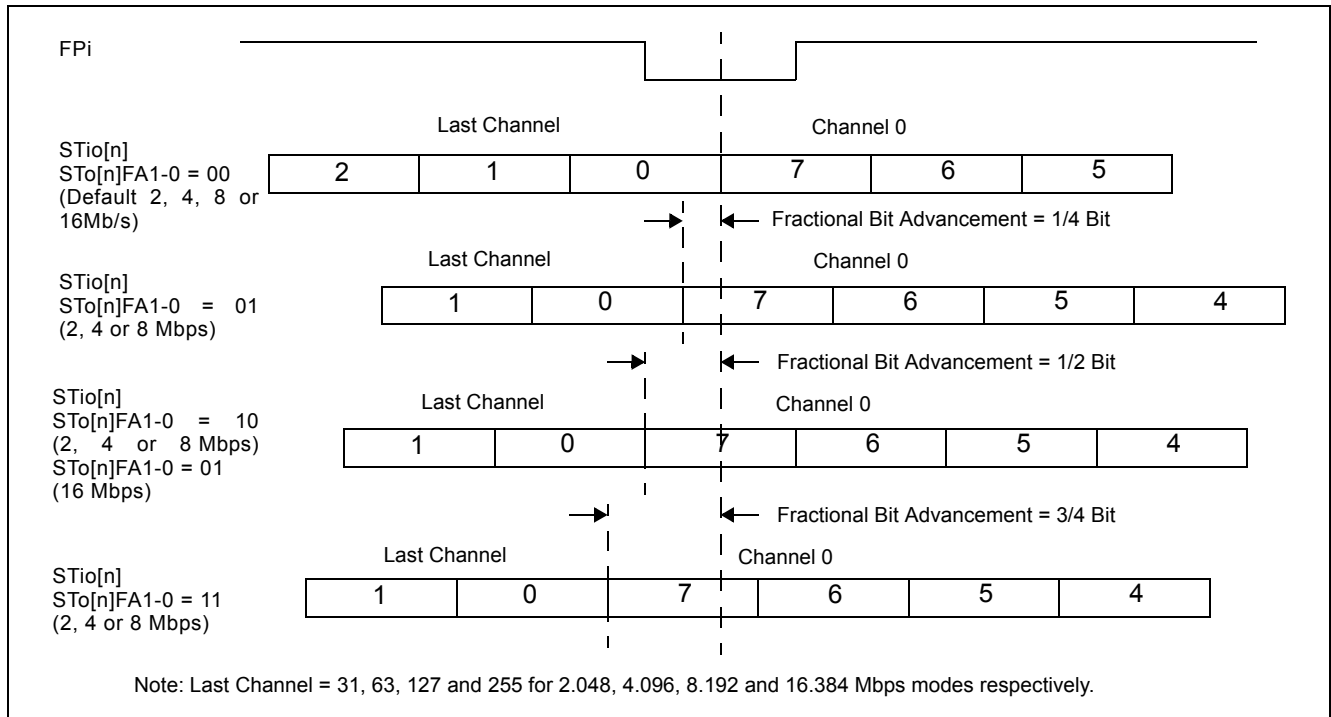 FPi
Last Channel
Channel 0
STio[n]
STo[n]FA1-0 = 00
(Default 2, 4, 8 or
16Mb/s)
2 1 0 7 6 5
Fractional Bit Advancement = 1/4 Bit
Last Channel
Channel 0
STio[n]
STo[n]FA1-0 = 01
(2, 4 or 8 Mbps)
1 0 7 6 5 4
Fractional Bit Advancement = 1/2 Bit
Last Channel
Channel 0
STio[n]
STo[n]FA1-0 = 10
(2, 4 or 8 Mbps)
STo[n]FA1-0 = 01
(16 Mbps)
1 0 7 6 5 4
Fractional Bit Advancement = 3/4 Bit
Last Channel
Channel 0
STio[n]
STo[n]FA1-0 = 11
(2, 4 or 8 Mbps)
1 0 7 6 5 4
Note: Last Channel = 31, 63, 127 and 255 for 2.048, 4.096, 8.192 and 16.384 Mbps modes respectively.